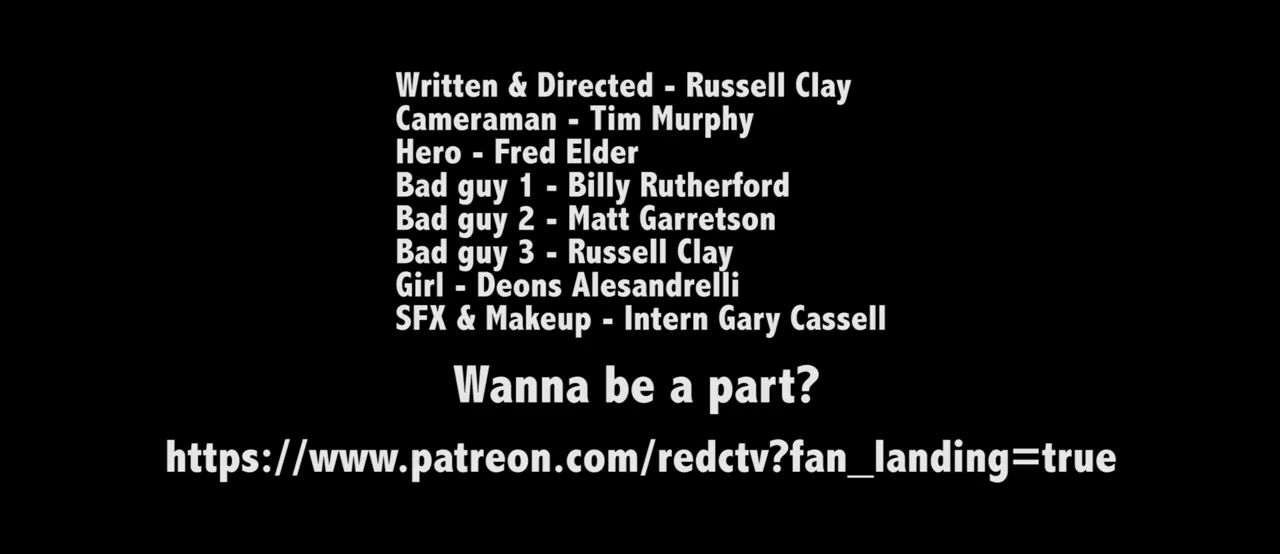 Written & Directed - Russell Clay
Cameraman - Tim Murphy
Hero - Fred Elder
Bad guy 1 - Billy Rutherford
Bad guy 2 - Matt Garretson
Bad guy 3 - Russell Clay
Girl - Deons Alesandrelli
SFX & Makeup - Intern Gary Cassell
Wanna be a part?
https://www.patreon.com/redctv?fan_landing=true